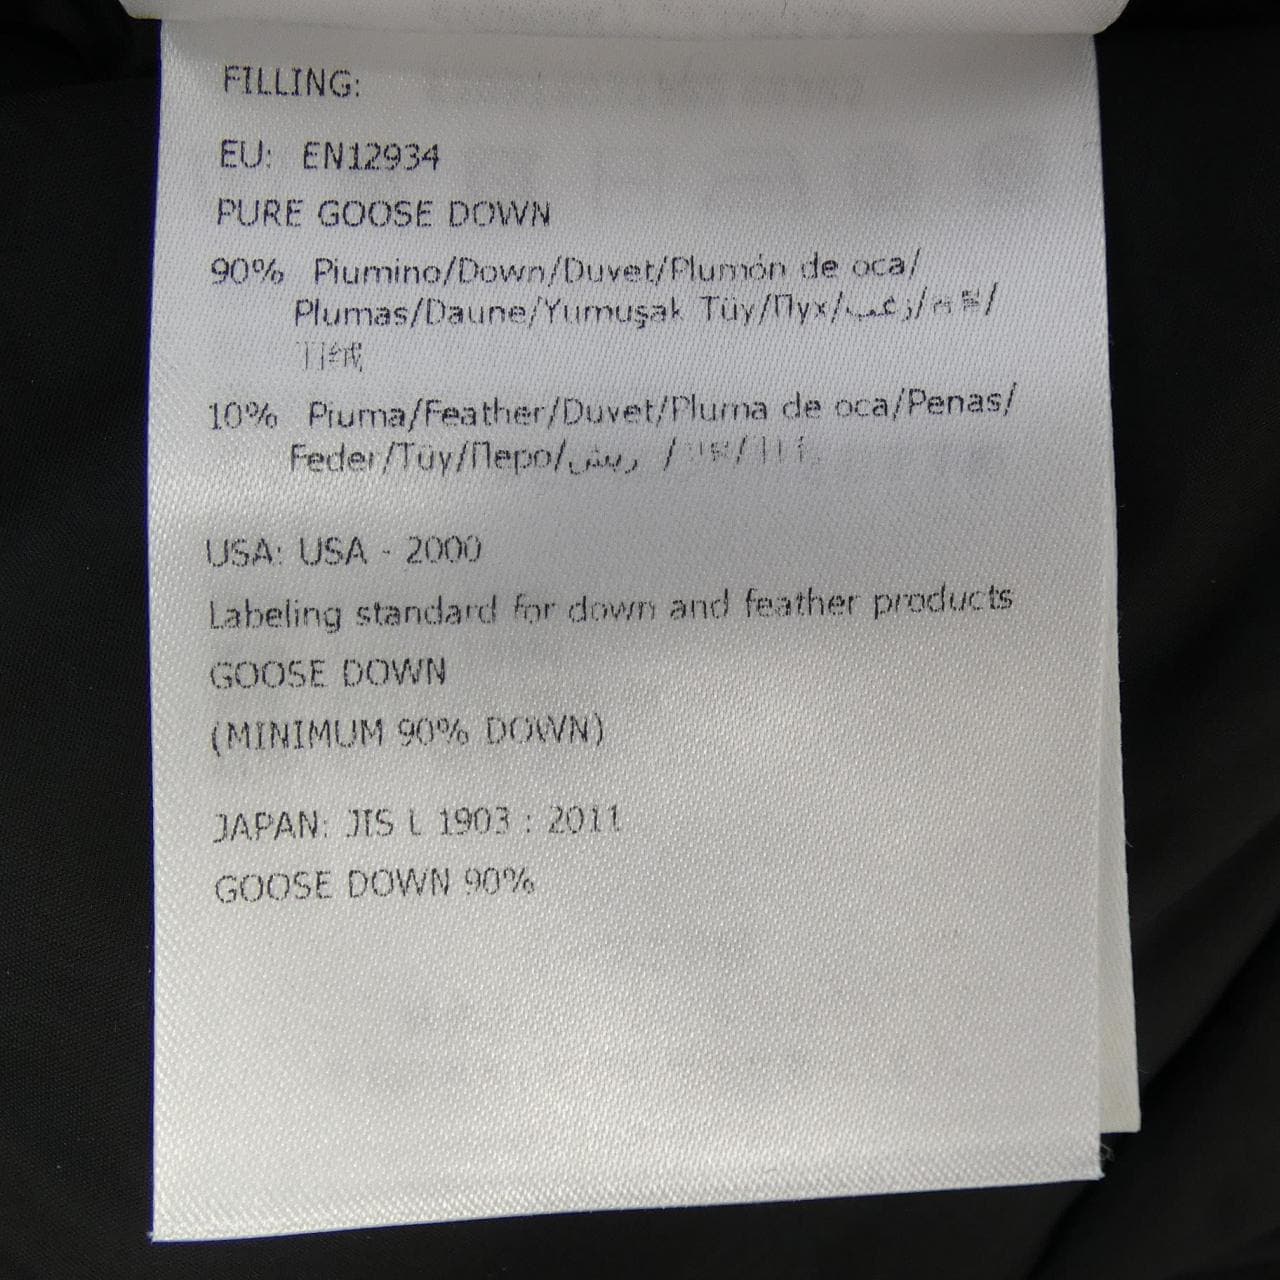 FILLING:
EU: EN12934
PURE GOOSE DOWN
90% Piumino/Down/Duvet/Plumón de oca/
Plumas/Daune/Yumuşak Tüy/Пух/زغب/
10% Piuma/Feather/Duvet/Pluma de oca/Penas/
Feder/Tüy/Перо/ريش /
USA: USA - 2000
Labeling standard for down and feather products
GOOSE DOWN
(MINIMUM 90% DOWN)
JAPAN: JIS L 1903 : 2011
GOOSE DOWN 90%